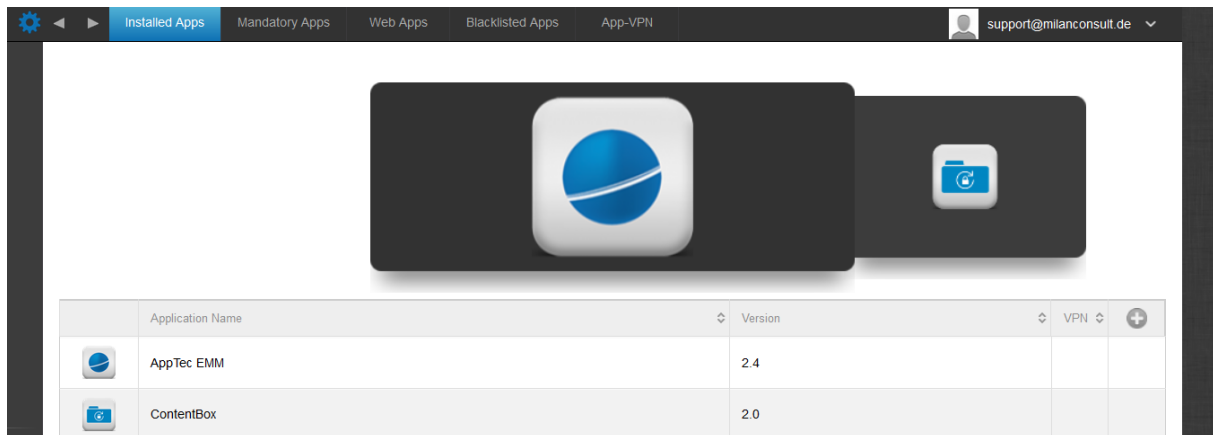 Installed Apps Mandatory Apps Web Apps Blacklisted Apps App-VPN support@milanconsult.de
Application Name Version VPN
AppTec EMM 2.4
ContentBox 2.0